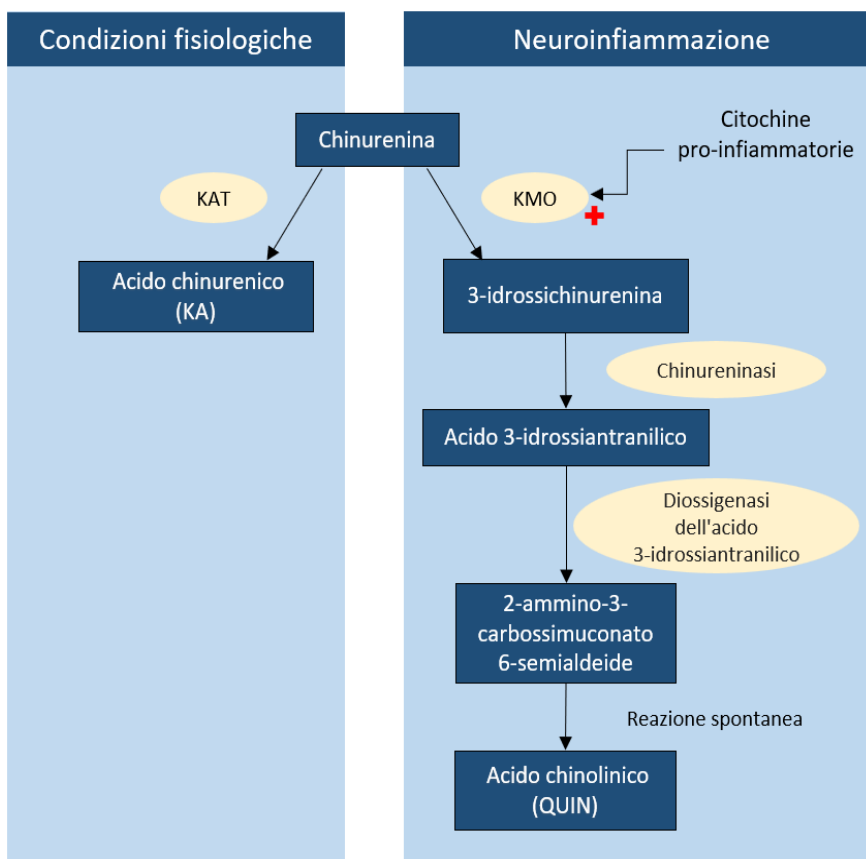 Condizioni fisiologiche
Neuroinfiammazione
Chinurenina
Citochine
pro-infiammatorie
KAT
KMO
Acido chinurenico
(KA)
3-idrossichinurenina
Chinureninasi
Acido 3-idrossiantranilico
Diossigenasi
dell'acido
3-idrossiantranilico
2-ammino-3-
carbossimuconato
6-semialdeide
Reazione spontanea
Acido chinolinico
(QUIN)